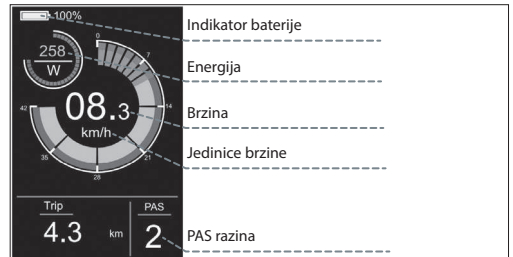 100%
Indikator baterije
258
W
Energija
0
7
14
21
28
35
42
08.3
km/h
Brzina
Jedinice brzine
Trip
4.3 km
PAS
2
PAS razina